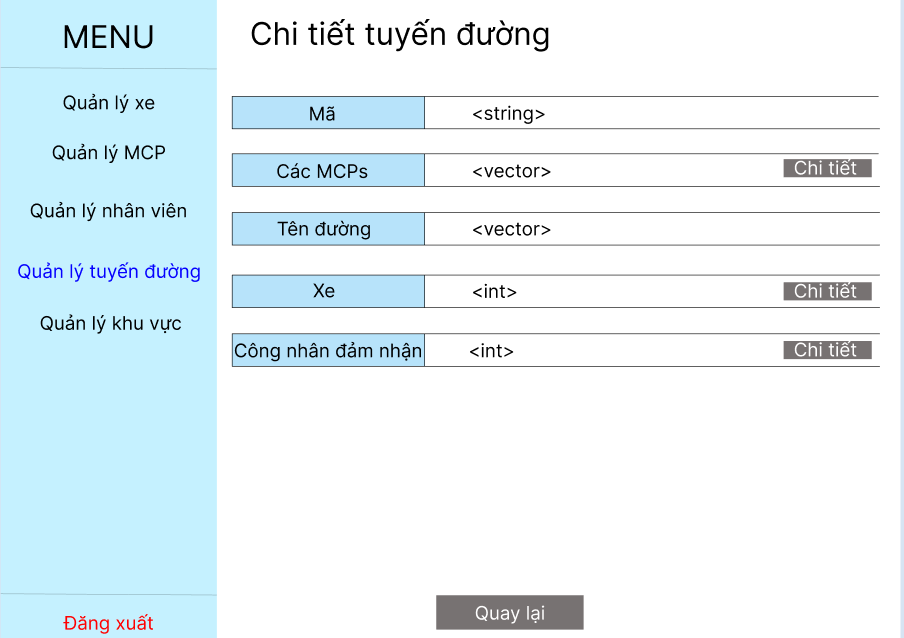 MENU
Quản lý xe
Quản lý MCP
Quản lý nhân viên
Quản lý tuyến đường
Quản lý khu vực
Đăng xuất
Chi tiết tuyến đường
Mã <string>
Các MCPs <vector> Chi tiết
Tên đường <vector>
Xe <int> Chi tiết
Công nhân đảm nhận <int> Chi tiết
Quay lại